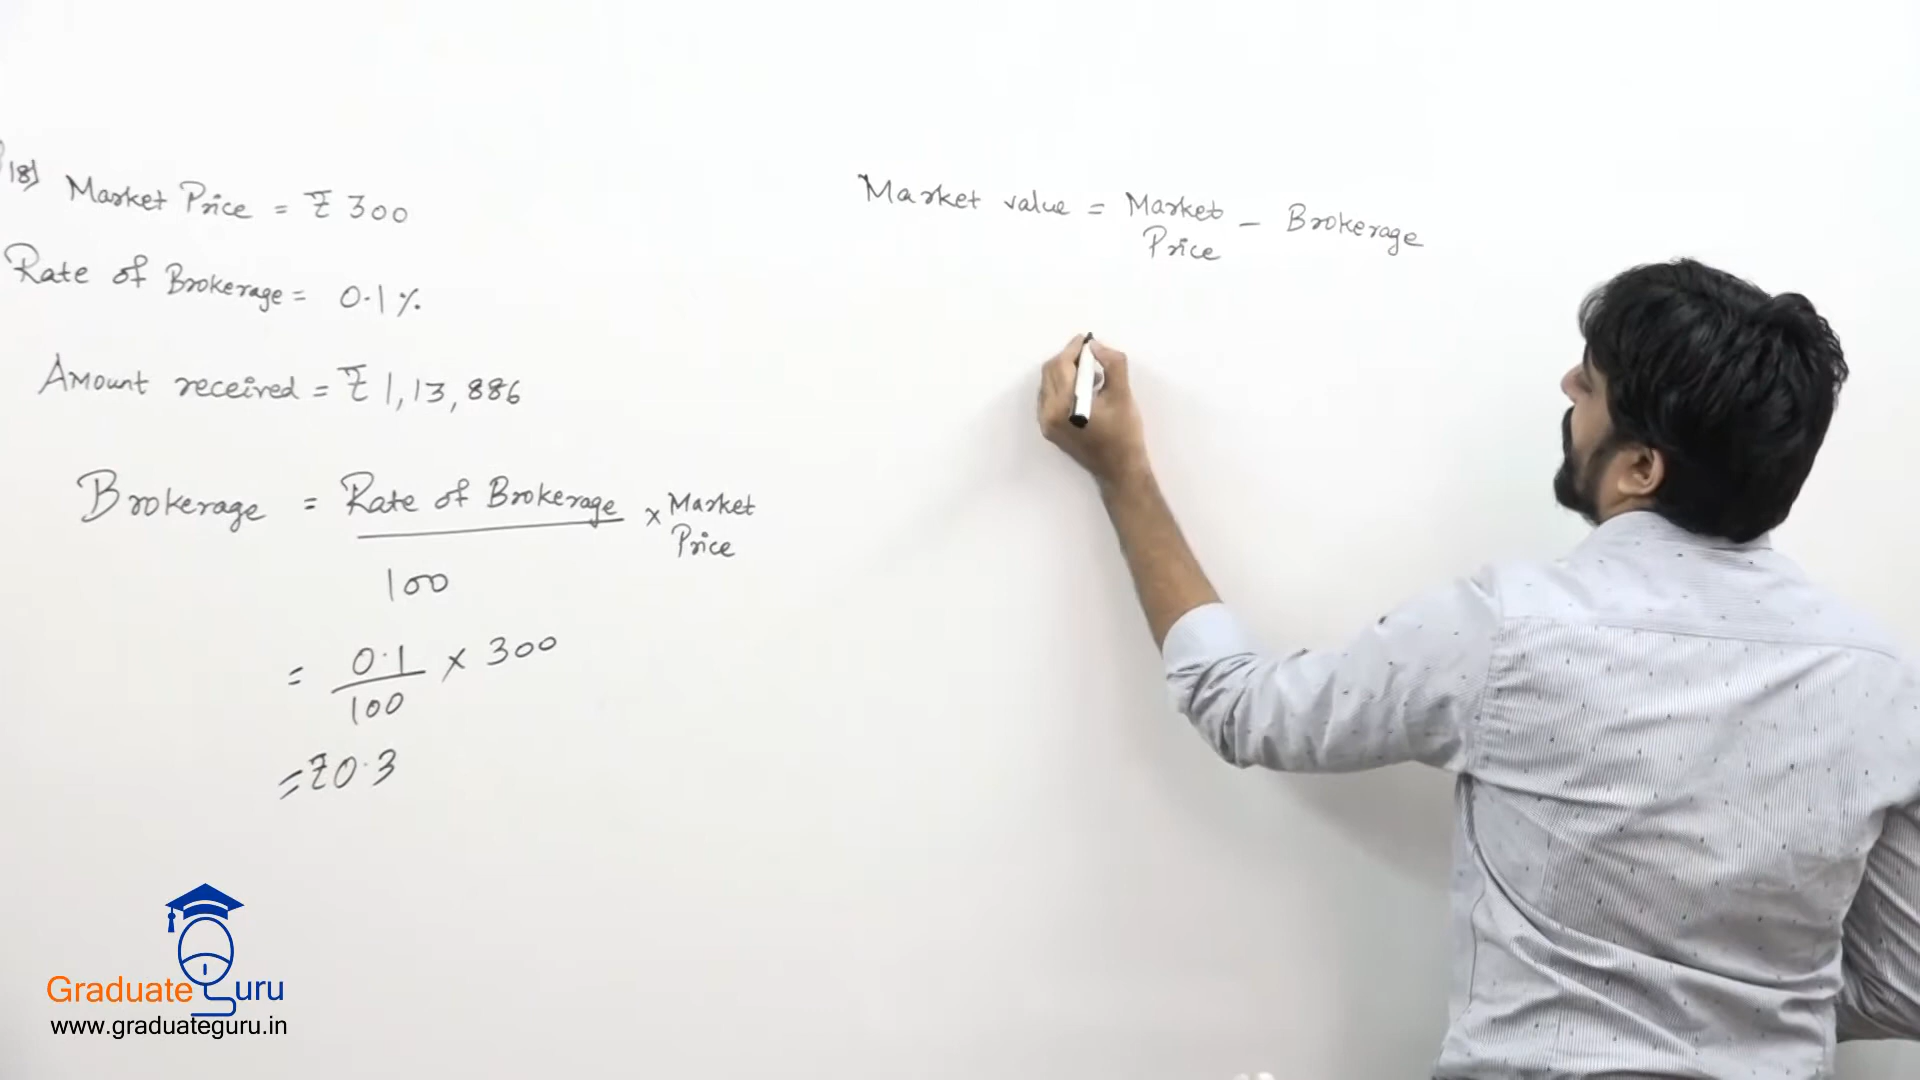 18] Market Price = ₹ 300
Rate of Brokerage = 0.1 %
Amount received = ₹ 1,13,886
Brokerage = Rate of Brokerage × Market Price
100
= 0.1 × 300
100
= ₹0.3
Market value = Market - Brokerage
Price
Graduate Guru
www.graduateguru.in